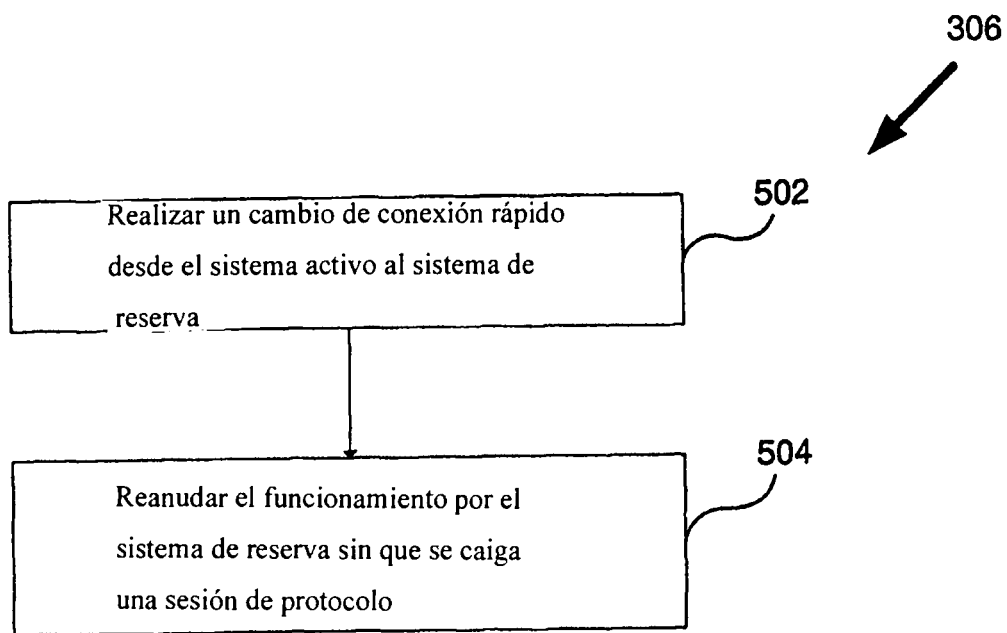 306
502
Realizar un cambio de conexión rápido
desde el sistema activo al sistema de
reserva
504
Reanudar el funcionamiento por el
sistema de reserva sin que se caiga
una sesión de protocolo